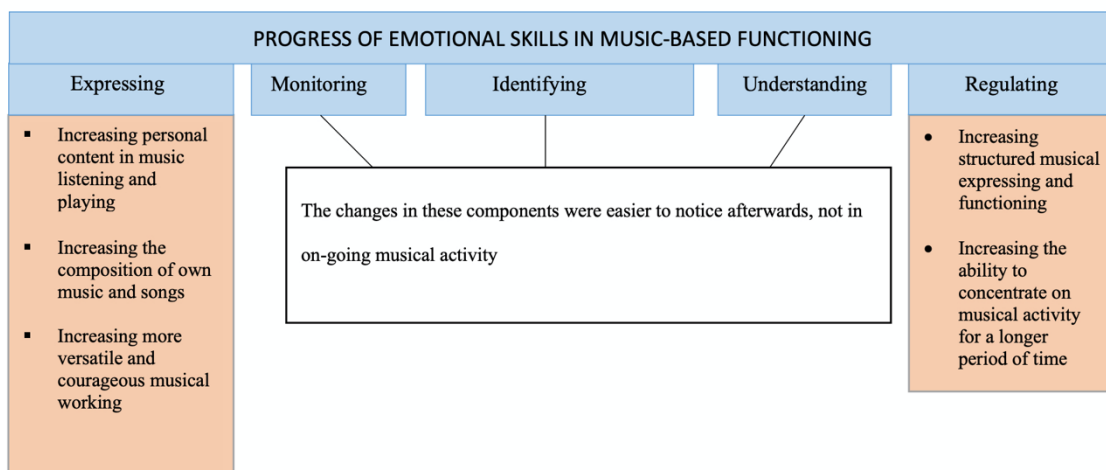 PROGRESS OF EMOTIONAL SKILLS IN MUSIC-BASED FUNCTIONING
Expressing
Monitoring
Identifying
Understanding
Regulating
▪ Increasing personal
content in music
listening and
playing
▪ Increasing the
composition of own
music and songs
▪ Increasing more
versatile and
courageous musical
working
The changes in these components were easier to notice afterwards, not in
on-going musical activity
● Increasing
structured musical
expressing and
functioning
● Increasing the
ability to
concentrate on
musical activity
for a longer
period of time